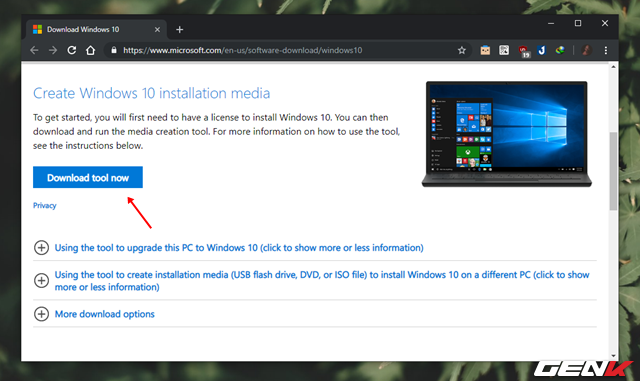 Download Windows 10
https://www.microsoft.com/en-us/software-download/windows10
19
Create Windows 10 installation media
To get started, you will first need to have a license to install Windows 10. You can then
download and run the media creation tool. For more information on how to use the tool,
see the instructions below.
Download tool now
Privacy
Using the tool to upgrade this PC to Windows 10 (click to show more or less information)
Using the tool to create installation media (USB flash drive, DVD, or ISO file) to install Windows 10 on a different PC (click to show
more or less information)
More download options
GENK